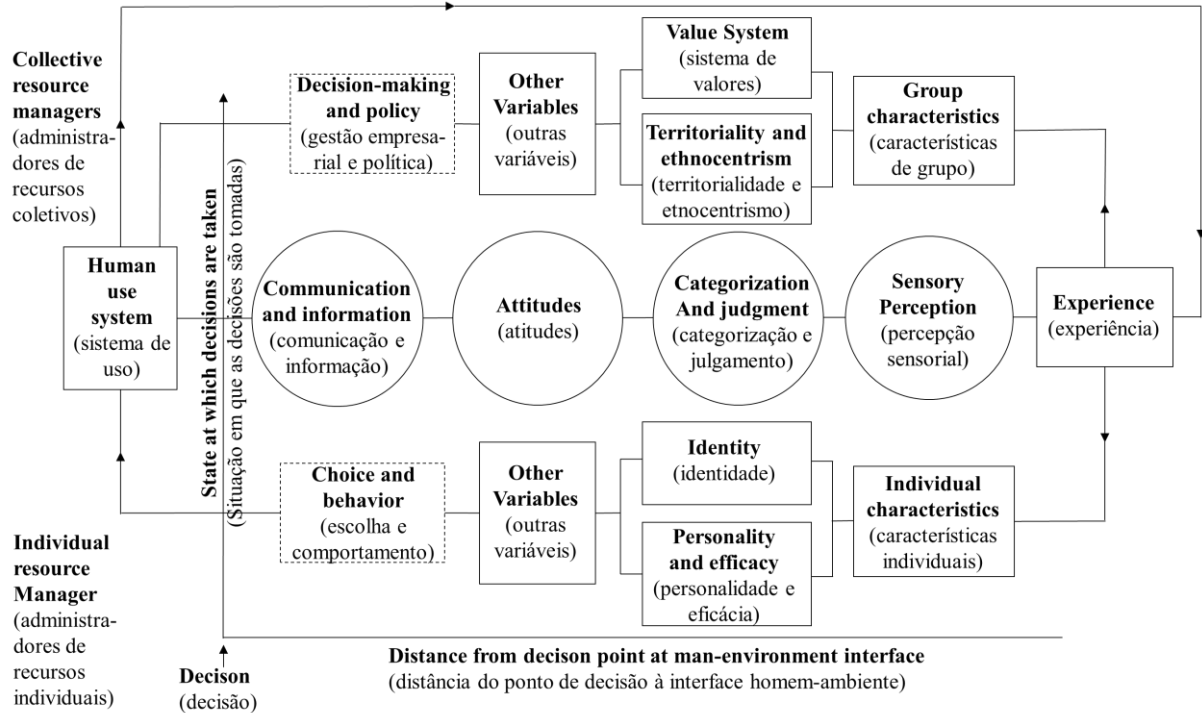 Collective
resource
managers
(administra-
dores de
recursos
coletivos)
Decision-making
and policy
(gestão empresa-
rial e política)
Other
Variables
(outras
variáveis)
Value System
(sistema de
valores)
Territoriality and
ethnocentrism
(territorialidade e
etnocentrismo)
Group
characteristics
(características
de grupo)
State at which decisions are taken
(Situação em que as decisões são tomadas)
Human
use
system
(sistema de
uso)
Communication
and information
(comunicação e
informação)
Attitudes
(atitudes)
Categorization
And judgment
(categorização e
julgamento)
Sensory
Perception
(percepção
sensorial)
Experience
(experiência)
Choice and
behavior
(escolha e
comportamento)
Other
Variables
(outras
variáveis)
Identity
(identidade)
Personality
and efficacy
(personalidade e
eficácia)
Individual
characteristics
(características
individuais)
Individual
resource
Manager
(administra-
dores de
recursos
individuais)
Decison
(decisão)
Distance from decison point at man-environment interface
(distância do ponto de decisão à interface homem-ambiente)